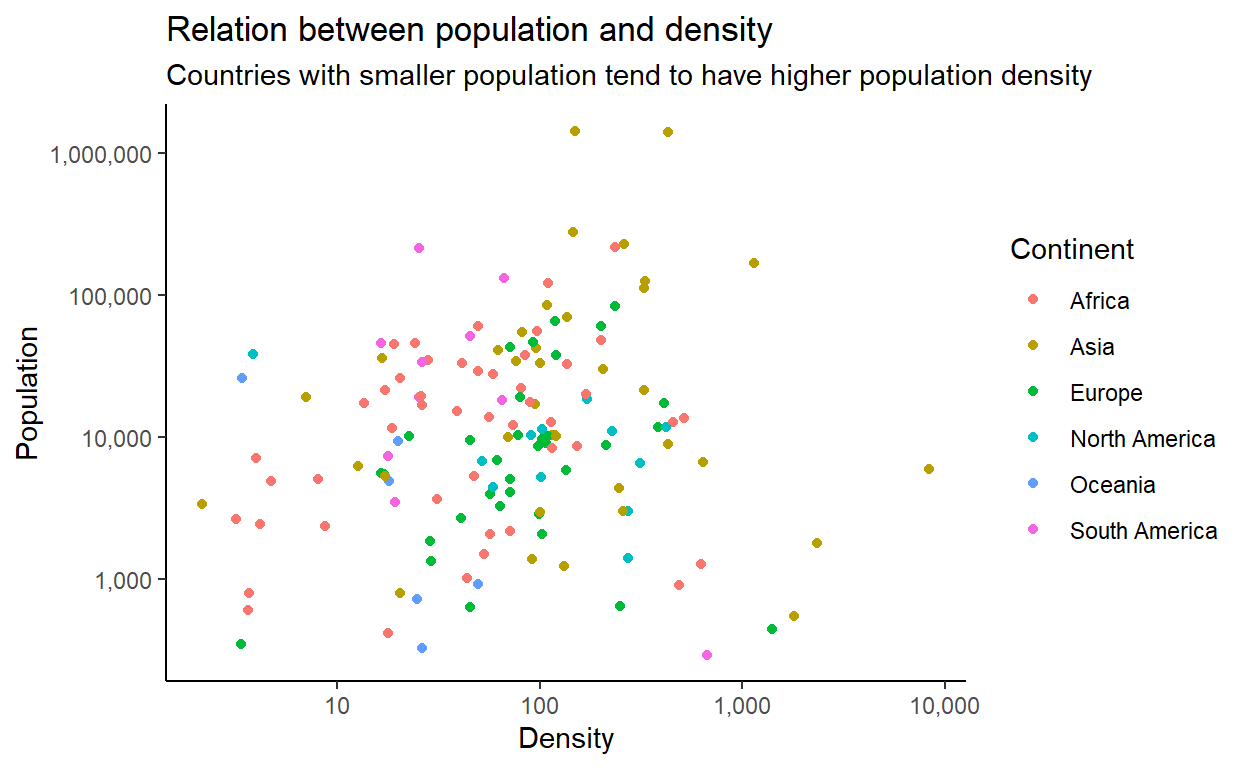 Relation between population and density
Countries with smaller population tend to have higher population density
Population
1,000,000
100,000
10,000
1,000
10
100
1,000
10,000
Density
Continent
Africa
Asia
Europe
North America
Oceania
South America